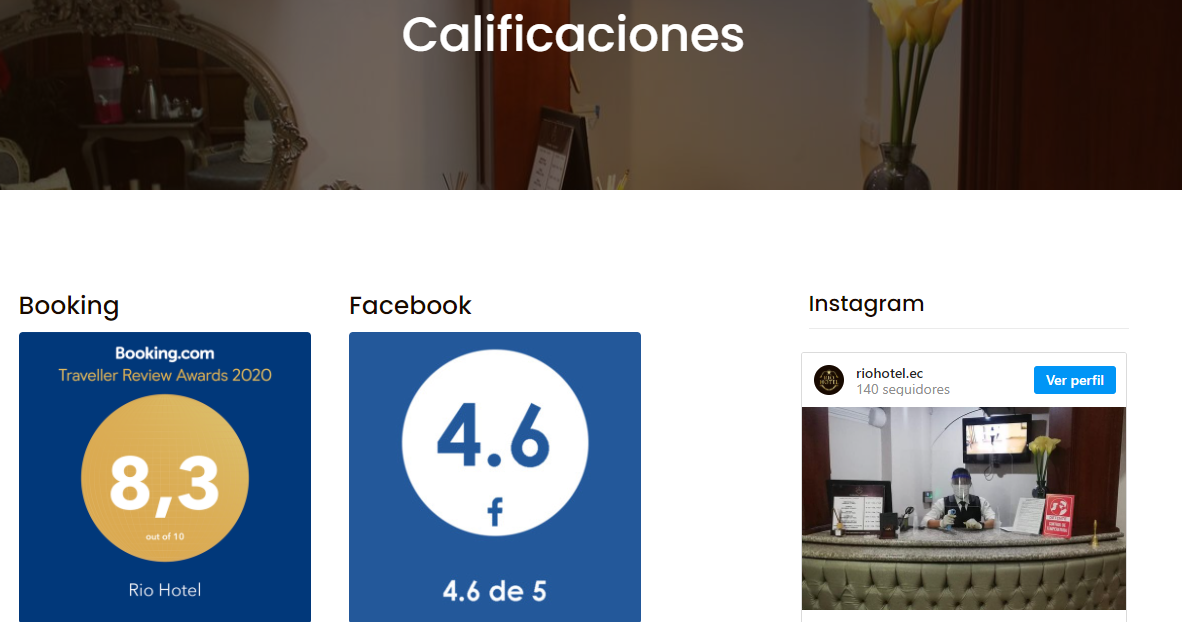 Calificaciones
Booking
Booking.com
Traveller Review Awards 2020
8,3
out of 10
Rio Hotel
Facebook
4.6
f
4.6 de 5
Instagram
riohotel.ec
140 seguidores
Ver perfil